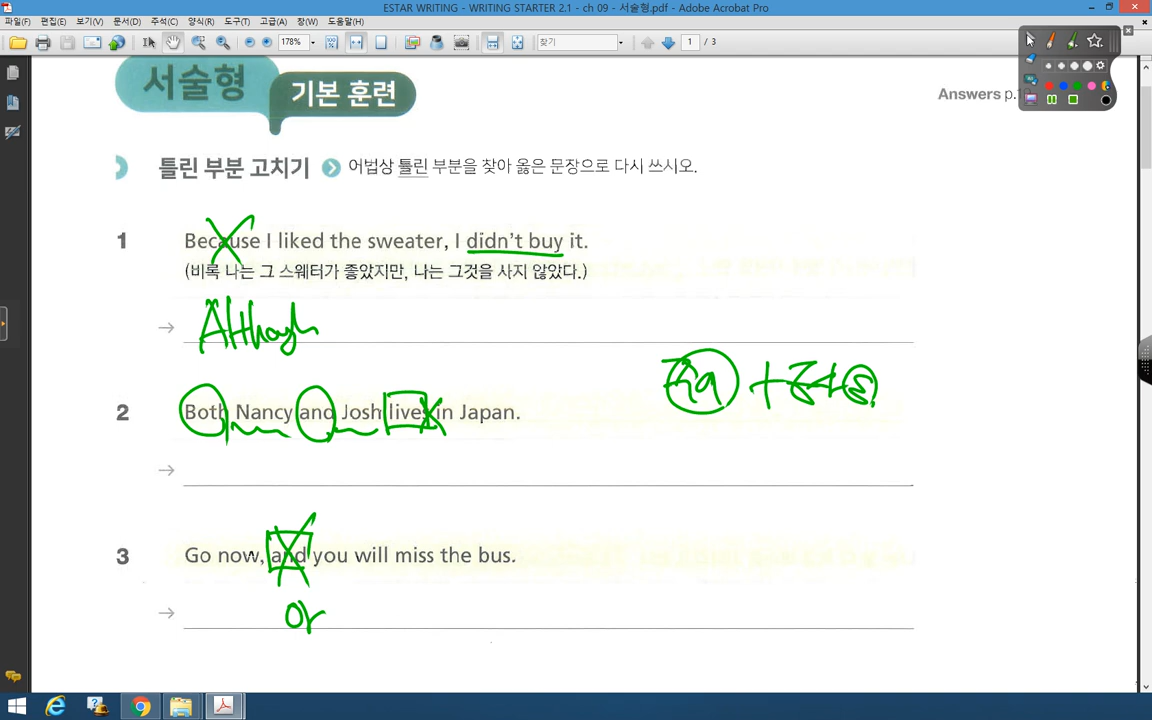 ESTAR WRITING - WRITING STARTER 2.1 - ch 09 - 서술형.pdf - Adobe Acrobat Pro
파일(F) 편집(E) 보기(V) 문서(D) 주석(C) 양식(R) 도구(T) 고급(A) 창(W) 도움말(H)
178% 찾기 1 / 3
서술형
기본 훈련
Answers p.
틀린 부분 고치기 어법상 틀린 부분을 찾아 옳은 문장으로 다시 쓰시오.
1 Because I liked the sweater, I didn't buy it.
(비록 나는 그 스웨터가 좋았지만, 나는 그것을 사지 않았다.)
→ Although
2 Both Nancy and Josh lives in Japan.
→
3 Go now, and you will miss the bus.
→ or